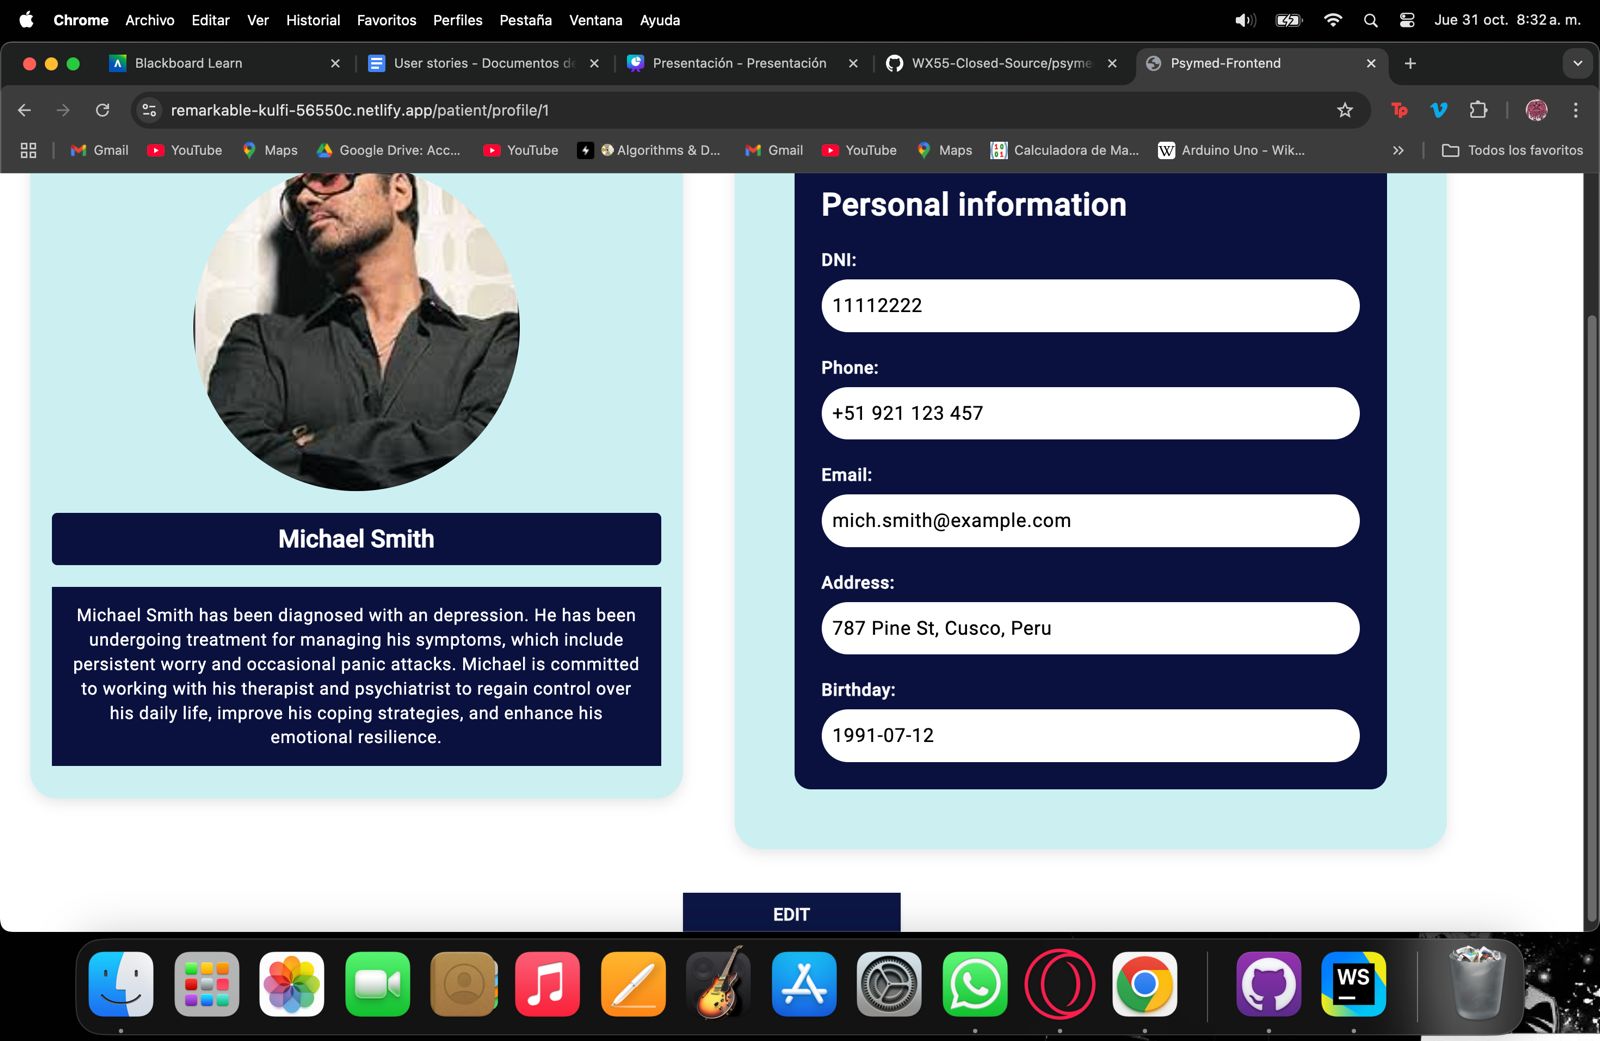 Chrome Archivo Editar Ver Historial Favoritos Perfiles Pestaña Ventana Ayuda Jue 31 oct. 8:32 a. m.
Blackboard Learn User stories - Documentos de Presentación - Presentación WX55-Closed-Source/psyme Psymed-Frontend
remarkable-kulfi-56550c.netlify.app/patient/profile/1 Tp
Gmail YouTube Maps Google Drive: Acc... YouTube Algorithms & D... Gmail YouTube Maps Calculadora de Ma... W Arduino Uno - Wik... Todos los favoritos
Personal information
DNI:
11112222
Phone:
+51 921 123 457
Email:
mich.smith@example.com
Address:
787 Pine St, Cusco, Peru
Birthday:
1991-07-12
Michael Smith
Michael Smith has been diagnosed with an depression. He has been
undergoing treatment for managing his symptoms, which include
persistent worry and occasional panic attacks. Michael is committed
to working with his therapist and psychiatrist to regain control over
his daily life, improve his coping strategies, and enhance his
emotional resilience.
EDIT
WS